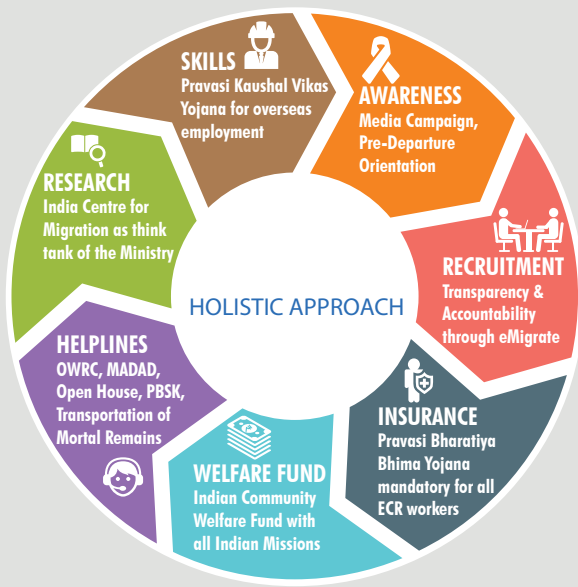 SKILLS
Pravasi Kaushal Vikas
Yojana for overseas
employment
AWARENESS
Media Campaign,
Pre-Departure
Orientation
RECRUITMENT
Transparency &
Accountability
through eMigrate
INSURANCE
Pravasi Bharatiya
Bhima Yojana
mandatory for all
ECR workers
WELFARE FUND
Indian Community
Welfare Fund with
all Indian Missions
HELPLINES
OWRC, MADAD,
Open House, PBSK,
Transportation of
Mortal Remains
RESEARCH
India Centre for
Migration as think
tank of the Ministry
HOLISTIC APPROACH